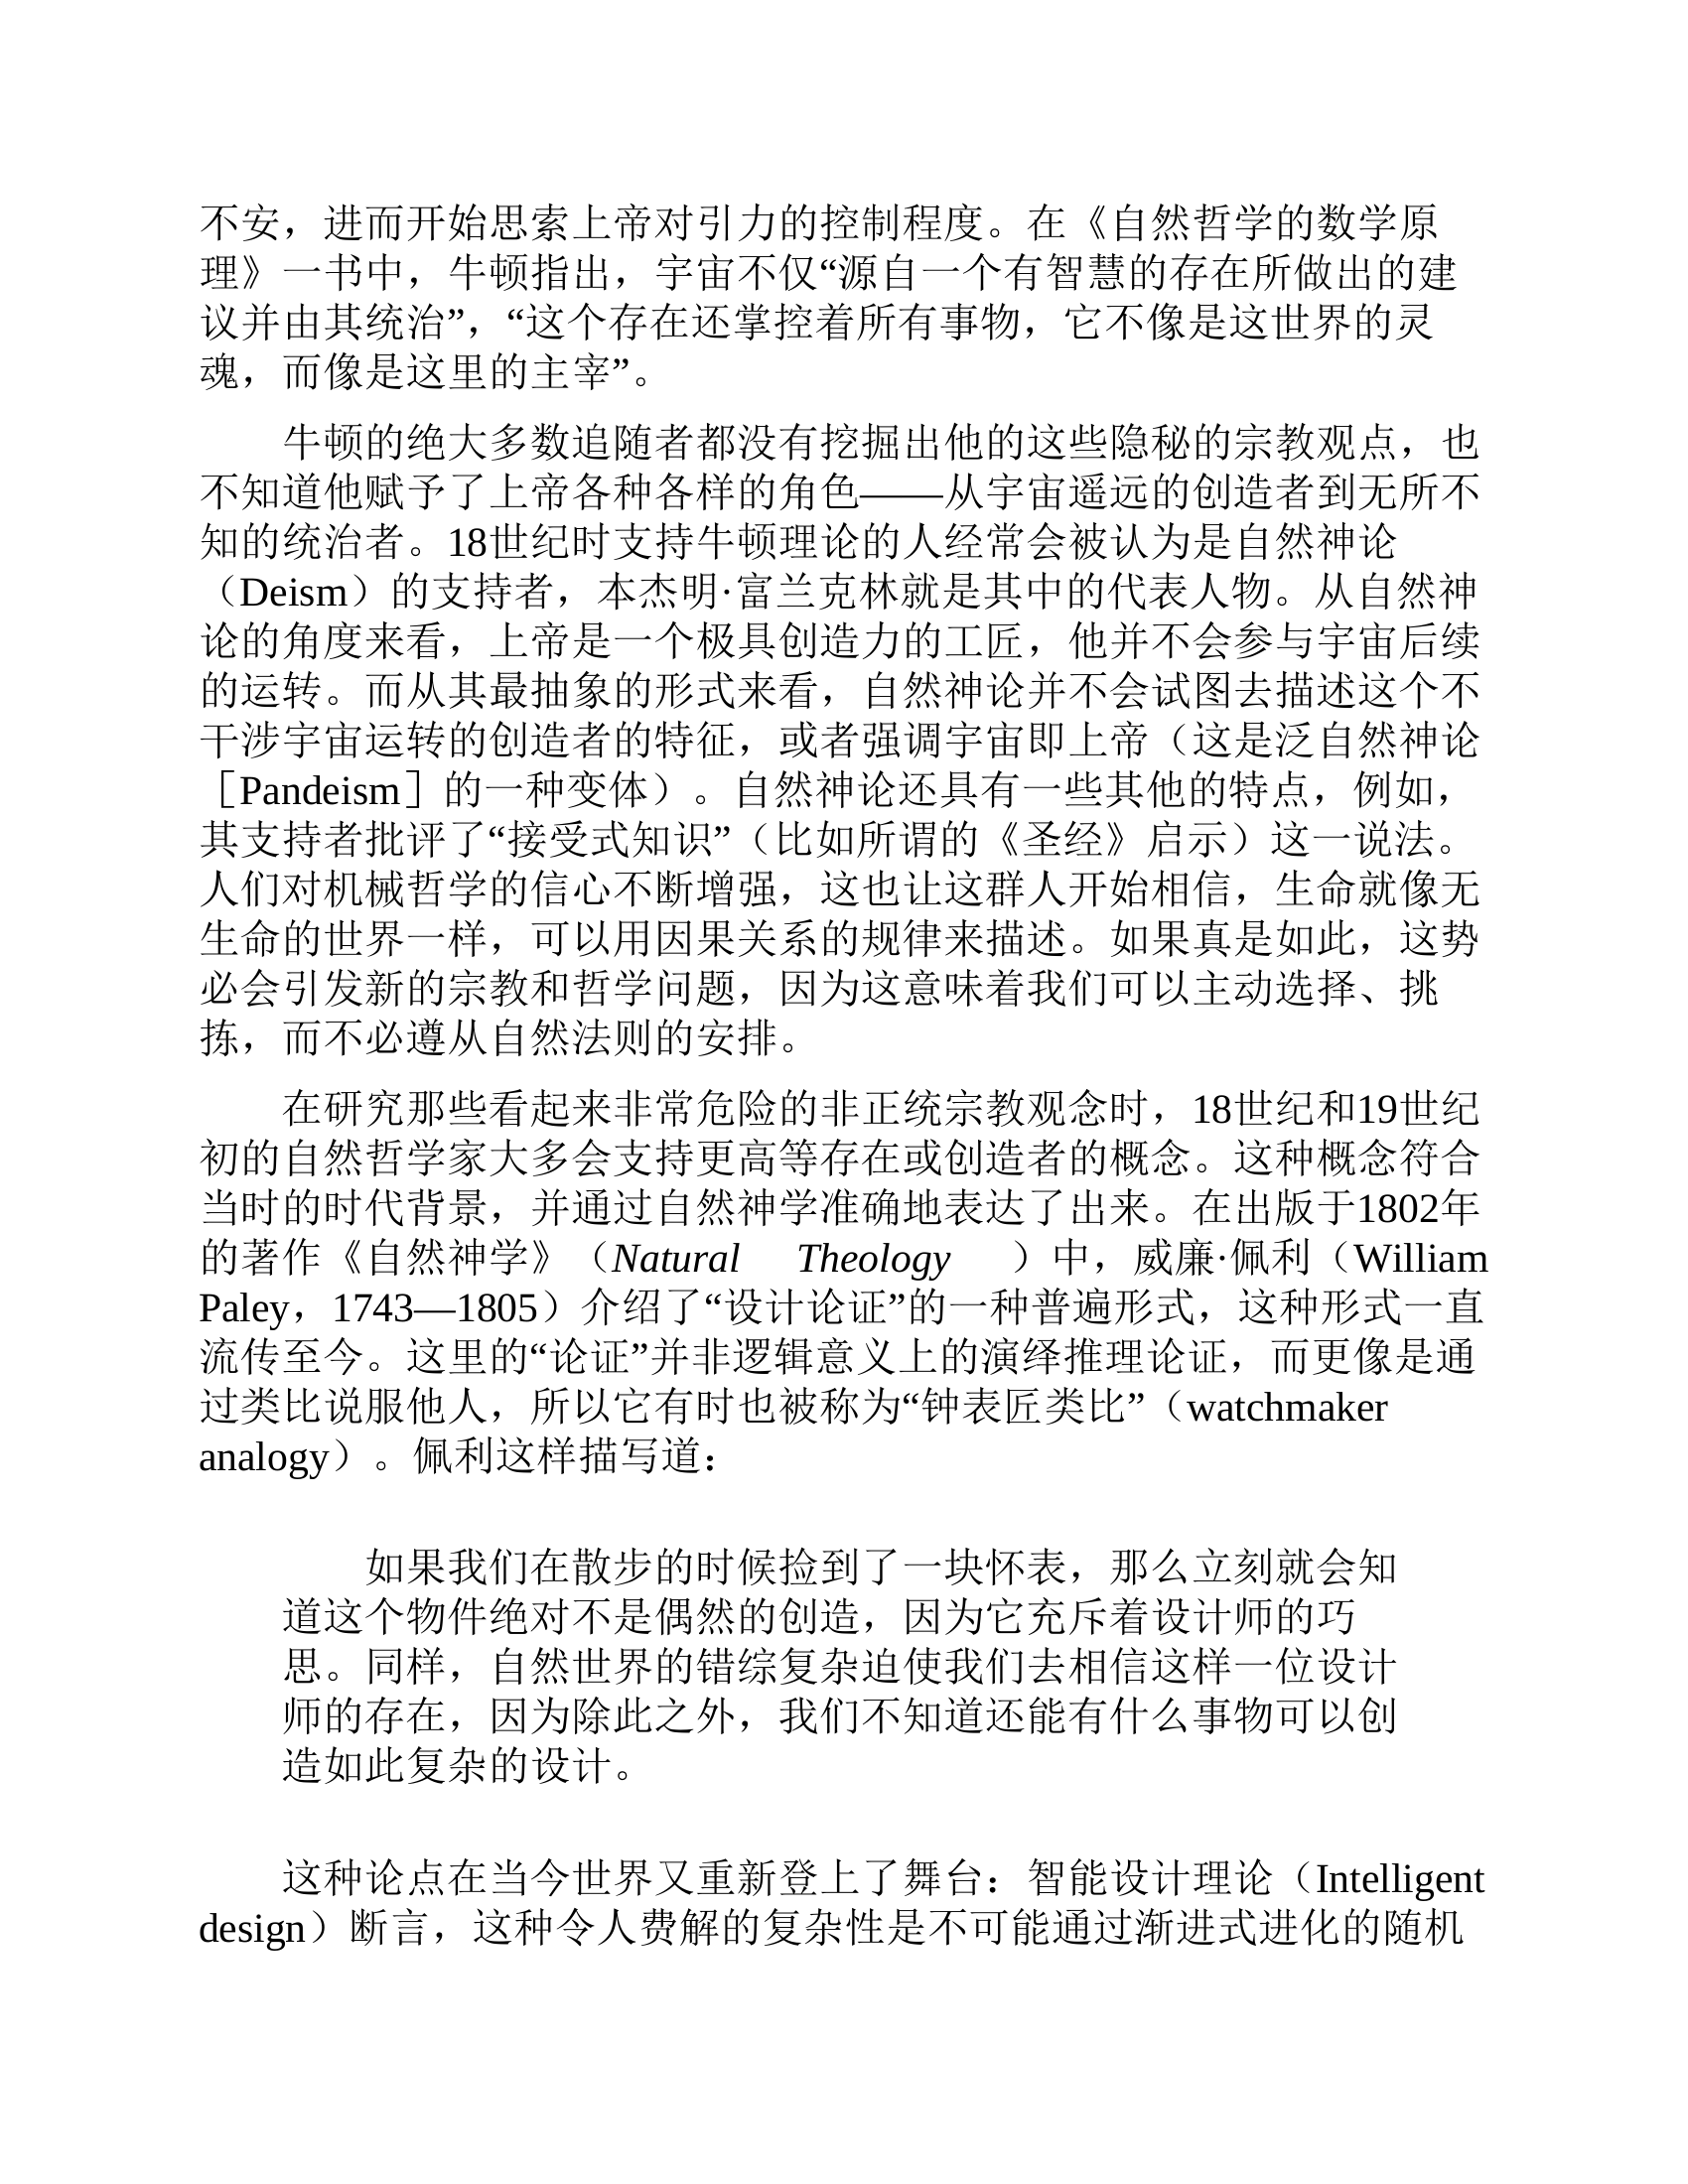 不安，进而开始思索上帝对引力的控制程度。在《自然哲学的数学原
理》一书中，牛顿指出，宇宙不仅“源自一个有智慧的存在所做出的建
议并由其统治”，“这个存在还掌控着所有事物，它不像是这世界的灵
魂，而像是这里的主宰”。
牛顿的绝大多数追随者都没有挖掘出他的这些隐秘的宗教观点，也
不知道他赋予了上帝各种各样的角色——从宇宙遥远的创造者到无所不
知的统治者。18世纪时支持牛顿理论的人经常会被认为是自然神论
（Deism）的支持者，本杰明·富兰克林就是其中的代表人物。从自然神
论的角度来看，上帝是一个极具创造力的工匠，他并不会参与宇宙后续
的运转。而从其最抽象的形式来看，自然神论并不会试图去描述这个不
干涉宇宙运转的创造者的特征，或者强调宇宙即上帝（这是泛自然神论
［Pandeism］的一种变体）。自然神论还具有一些其他的特点，例如，
其支持者批评了“接受式知识”（比如所谓的《圣经》启示）这一说法。
人们对机械哲学的信心不断增强，这也让这群人开始相信，生命就像无
生命的世界一样，可以用因果关系的规律来描述。如果真是如此，这势
必会引发新的宗教和哲学问题，因为这意味着我们可以主动选择、挑
拣，而不必遵从自然法则的安排。
在研究那些看起来非常危险的非正统宗教观念时，18世纪和19世纪
初的自然哲学家大多会支持更高等存在或创造者的概念。这种概念符合
当时的时代背景，并通过自然神学准确地表达了出来。在出版于1802年
的著作《自然神学》（Natural Theology ）中，威廉·佩利（William
Paley，1743—1805）介绍了“设计论证”的一种普遍形式，这种形式一直
流传至今。这里的“论证”并非逻辑意义上的演绎推理论证，而更像是通
过类比说服他人，所以它有时也被称为“钟表匠类比”（watchmaker
analogy）。佩利这样描写道：
如果我们在散步的时候捡到了一块怀表，那么立刻就会知
道这个物件绝对不是偶然的创造，因为它充斥着设计师的巧
思。同样，自然世界的错综复杂迫使我们去相信这样一位设计
师的存在，因为除此之外，我们不知道还能有什么事物可以创
造如此复杂的设计。
这种论点在当今世界又重新登上了舞台：智能设计理论（Intelligent
design）断言，这种令人费解的复杂性是不可能通过渐进式进化的随机